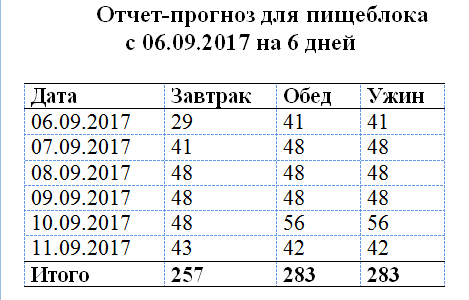 Отчет-прогноз для пищеблока
с 06.09.2017 на 6 дней
Дата Завтрак Обед Ужин
06.09.2017 29 41 41
07.09.2017 41 48 48
08.09.2017 48 48 48
09.09.2017 48 48 48
10.09.2017 48 56 56
11.09.2017 43 42 42
Итого 257 283 283